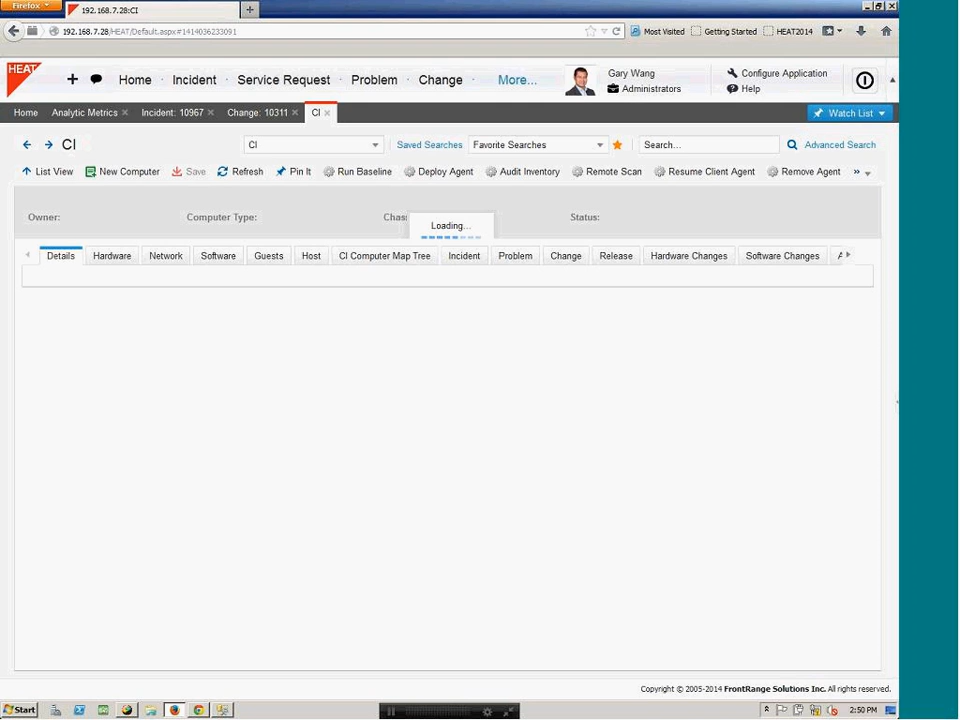 Firefox
192.168.7.28:CI
192.168.7.28/HEAT/Default.aspx#1414036233091
Most Visited
Getting Started
HEAT2014
HEAT
Home
Incident
Service Request
Problem
Change
More...
Gary Wang
Administrators
Configure Application
Help
Home
Analytic Metrics
Incident: 10967
Change: 10311
CI
Watch List
CI
CI
Saved Searches
Favorite Searches
Search...
Advanced Search
List View
New Computer
Save
Refresh
Pin It
Run Baseline
Deploy Agent
Audit Inventory
Remote Scan
Resume Client Agent
Remove Agent
Owner:
Computer Type:
Chas
Loading...
Status:
Details
Hardware
Network
Software
Guests
Host
CI Computer Map Tree
Incident
Problem
Change
Release
Hardware Changes
Software Changes
Copyright © 2005-2014 FrontRange Solutions Inc. All rights reserved.
Start
2:50 PM